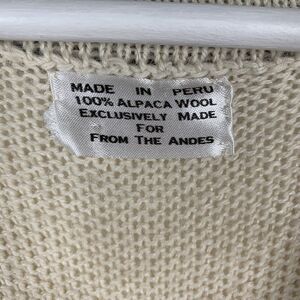 MADE IN PERU
100% ALPACA WOOL
EXCLUSIVELY MADE
FOR
FROM THE ANDES